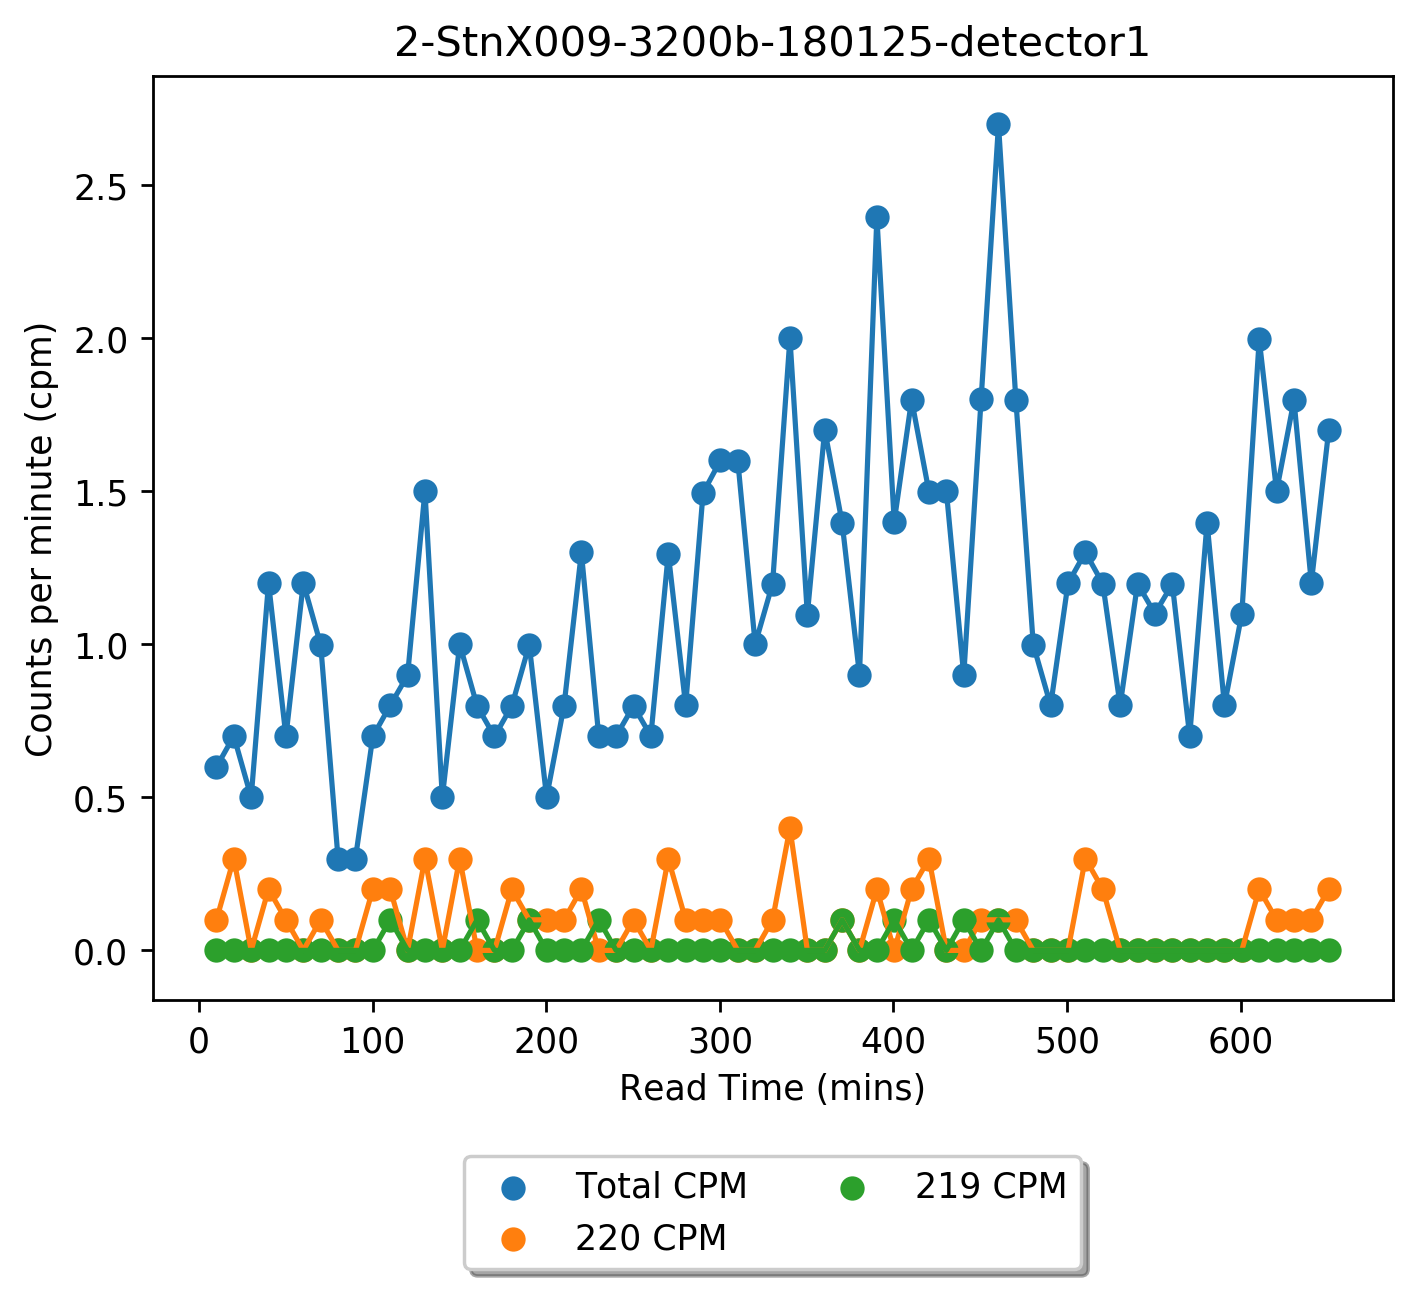 2-StnX009-3200b-180125-detector1
Counts per minute (cpm)
2.5
2.0
1.5
1.0
0.5
0.0
0 100 200 300 400 500 600
Read Time (mins)
Total CPM
220 CPM
219 CPM